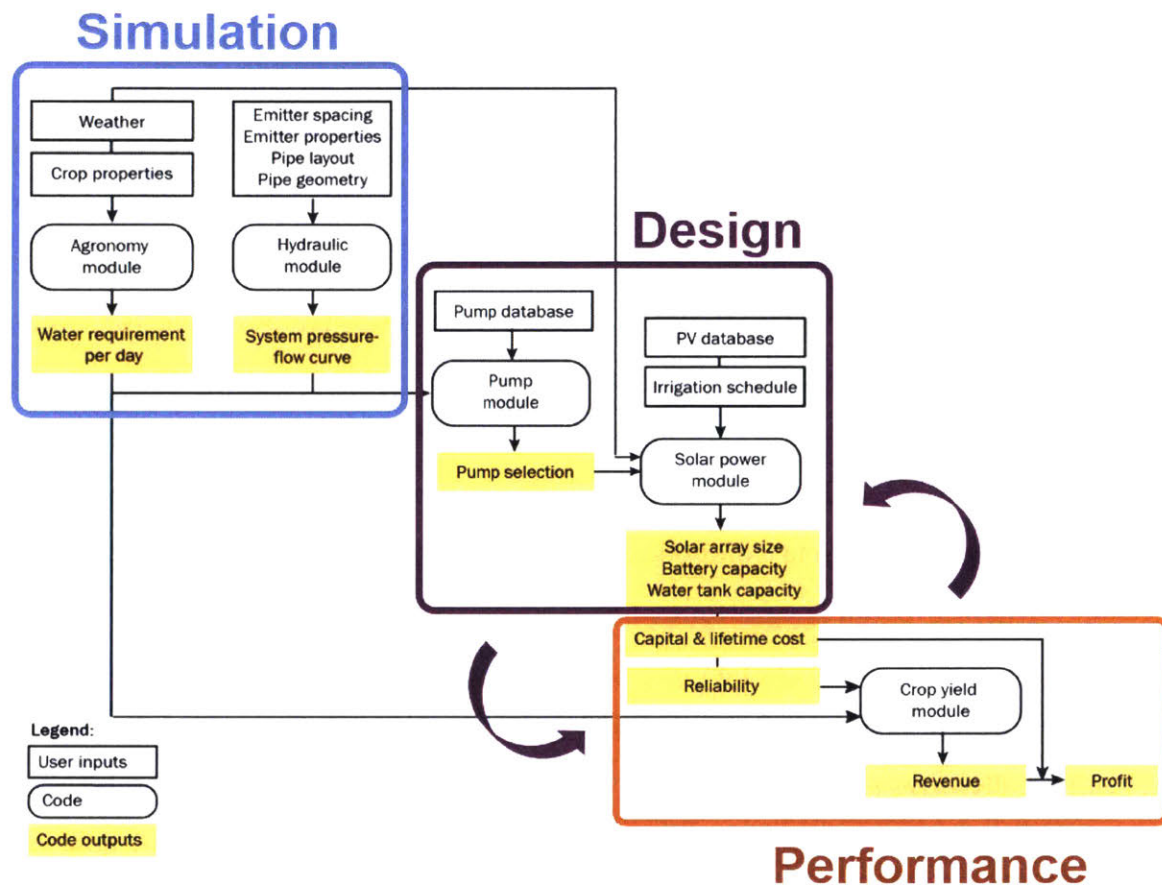 Simulation
Weather
Crop properties
Agronomy
module
Water requirement
per day
Emitter spacing
Emitter properties
Pipe layout
Pipe geometry
Hydraulic
module
System pressure-
flow curve
Design
Pump database
Pump
module
Pump selection
PV database
Irrigation schedule
Solar power
module
Solar array size
Battery capacity
Water tank capacity
Capital & lifetime cost
Reliability
Crop yield
module
Revenue
Profit
Performance
Legend:
User inputs
Code
Code outputs